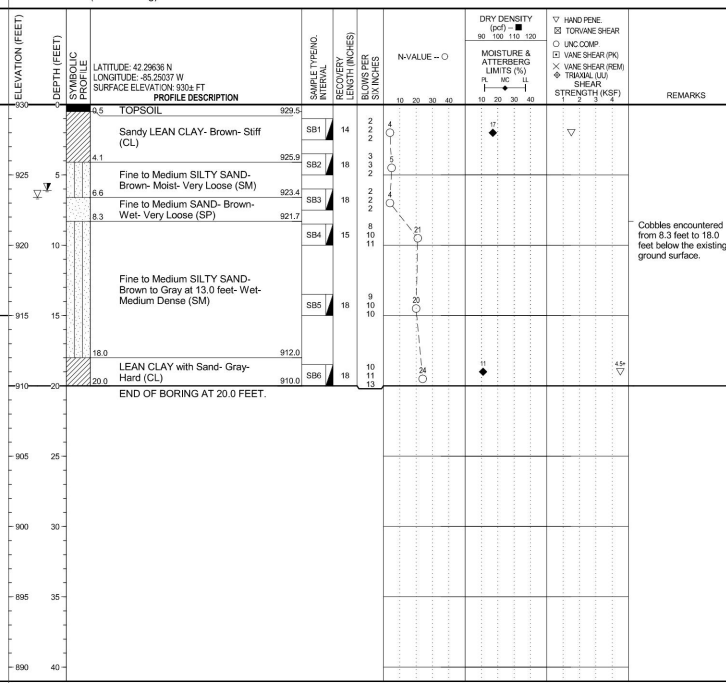 ELEVATION (FEET)
DEPTH (FEET)
SYMBOLIC PROFILE
LATITUDE: 42.29636 N
LONGITUDE: -85.25037 W
SURFACE ELEVATION: 930± FT
PROFILE DESCRIPTION
SAMPLE TYPE/NO. INTERVAL
RECOVERY LENGTH (INCHES)
BLOWS PER SIX INCHES
N-VALUE -- O
10 20 30 40
DRY DENSITY
(pcf) – ■
90 100 110 120
MOISTURE &
ATTERBERG
LIMITS (%)
PL MC LL
10 20 30 40
▽ HAND PENE.
⊠ TORVANE SHEAR
○ UNC.COMP.
⊡ VANE SHEAR (PK)
× VANE SHEAR (REM)
TRIAXIAL (UU)
SHEAR
STRENGTH (KSF)
1 2 3 4
REMARKS
930 0
0.5 TOPSOIL 929.5
Sandy LEAN CLAY- Brown- Stiff
(CL)
SB1 14
2
2
2
4
17
4.1 925.9
925 5
Fine to Medium SILTY SAND-
Brown- Moist- Very Loose (SM)
SB2 18
3
3
2
5
6.6 923.4
Fine to Medium SAND- Brown-
Wet- Very Loose (SP)
SB3 18
2
2
2
4
8.3 921.7
SB4 15
8
10
11
21
Cobbles encountered
from 8.3 feet to 18.0
feet below the existing
ground surface.
920 10
Fine to Medium SILTY SAND-
Brown to Gray at 13.0 feet- Wet-
Medium Dense (SM)
SB5 18
9
10
10
20
915 15
18.0 912.0
LEAN CLAY with Sand- Gray-
Hard (CL)
SB6 18
10
11
13
24
11
4.5+
910 20
20.0 910.0
END OF BORING AT 20.0 FEET.
905 25
900 30
895 35
890 40